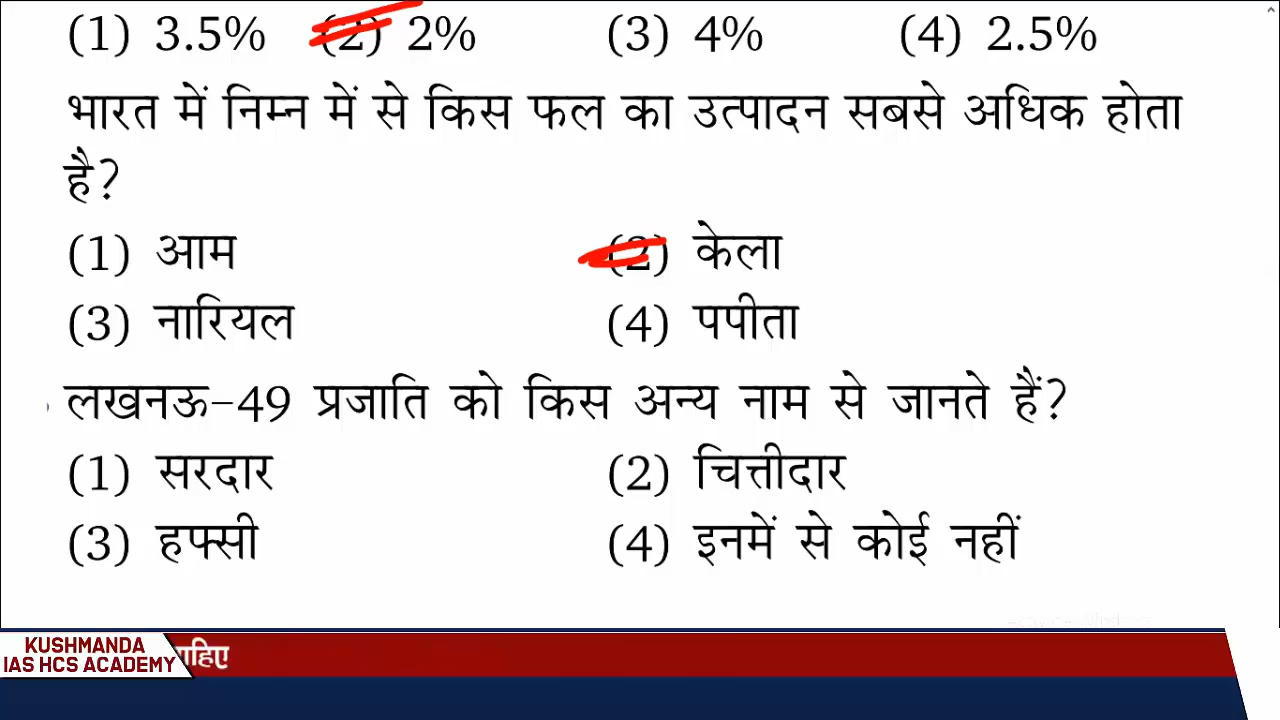 (1) 3.5% (2) 2% (3) 4% (4) 2.5%
भारत में निम्न में से किस फल का उत्पादन सबसे अधिक होता
है?
(1) आम (2) केला
(3) नारियल (4) पपीता
लखनऊ-49 प्रजाति को किस अन्य नाम से जानते हैं?
(1) सरदार (2) चित्तीदार
(3) हफ्सी (4) इनमें से कोई नहीं
KUSHMANDA
IAS HCS ACADEMY